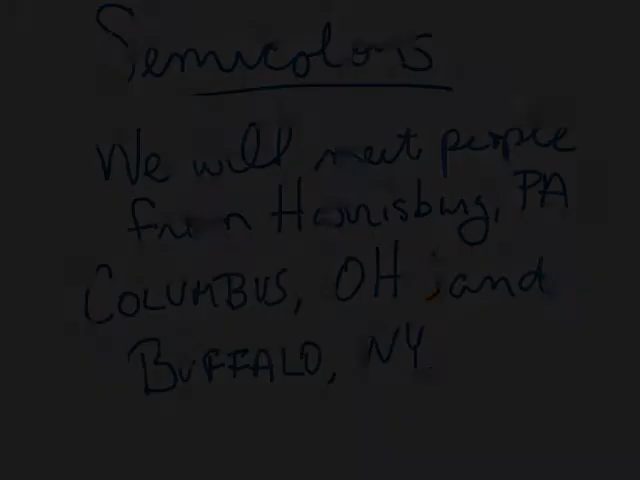 Semicolons
We will meet people
from Harrisburg, PA
COLUMBUS, OH ; and
BUFFALO, NY.